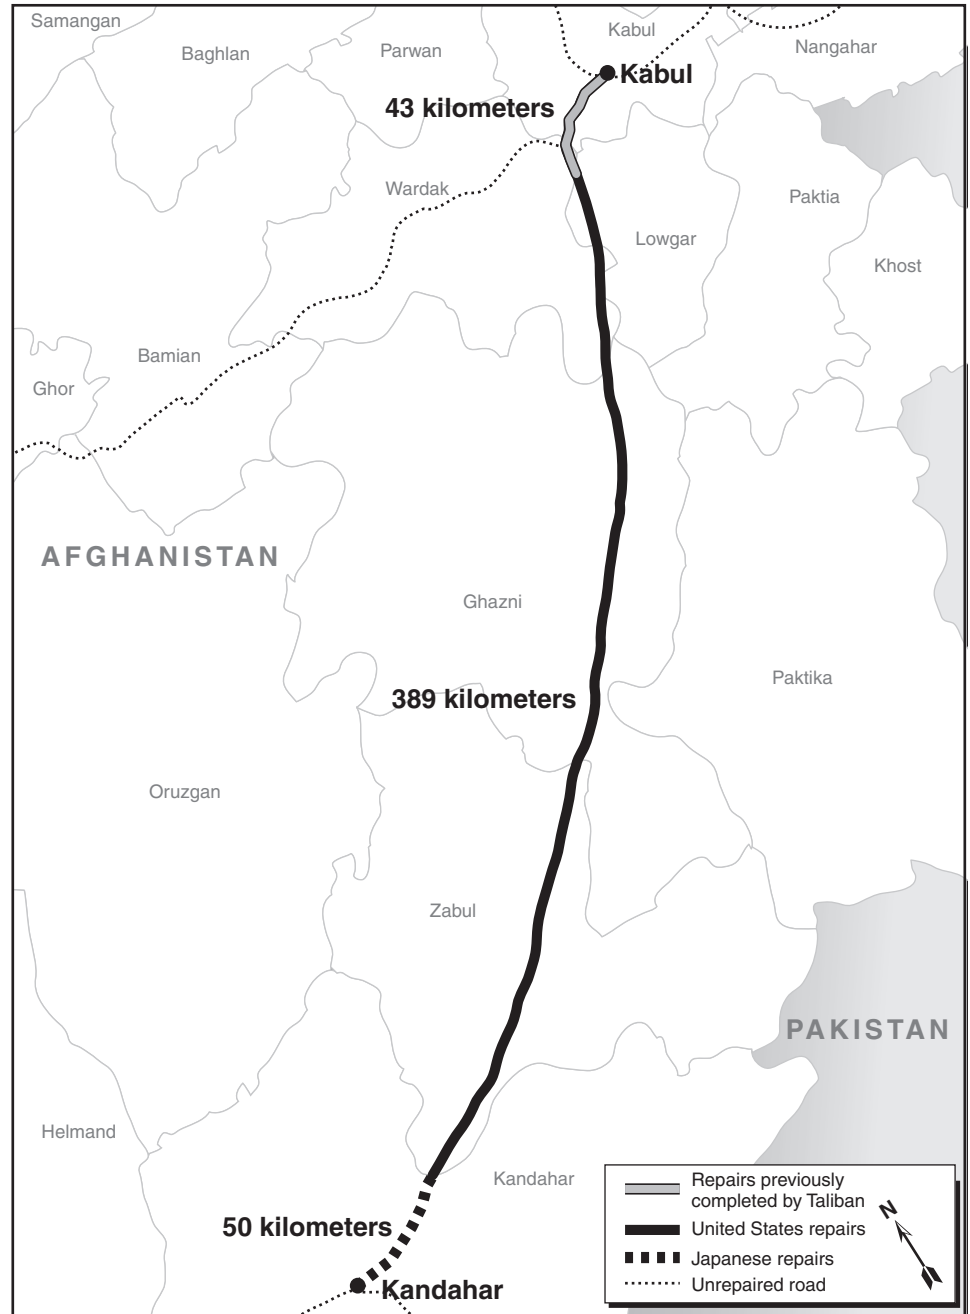 Samangan
Baghlan
Parwan
Kabul
Nangahar
Kabul
43 kilometers
Wardak
Paktia
Lowgar
Khost
Bamian
Ghor
AFGHANISTAN
Ghazni
Paktika
389 kilometers
Oruzgan
Zabul
PAKISTAN
Helmand
Kandahar
50 kilometers
Kandahar
Repairs previously
completed by Taliban
United States repairs
Japanese repairs
Unrepaired road
N